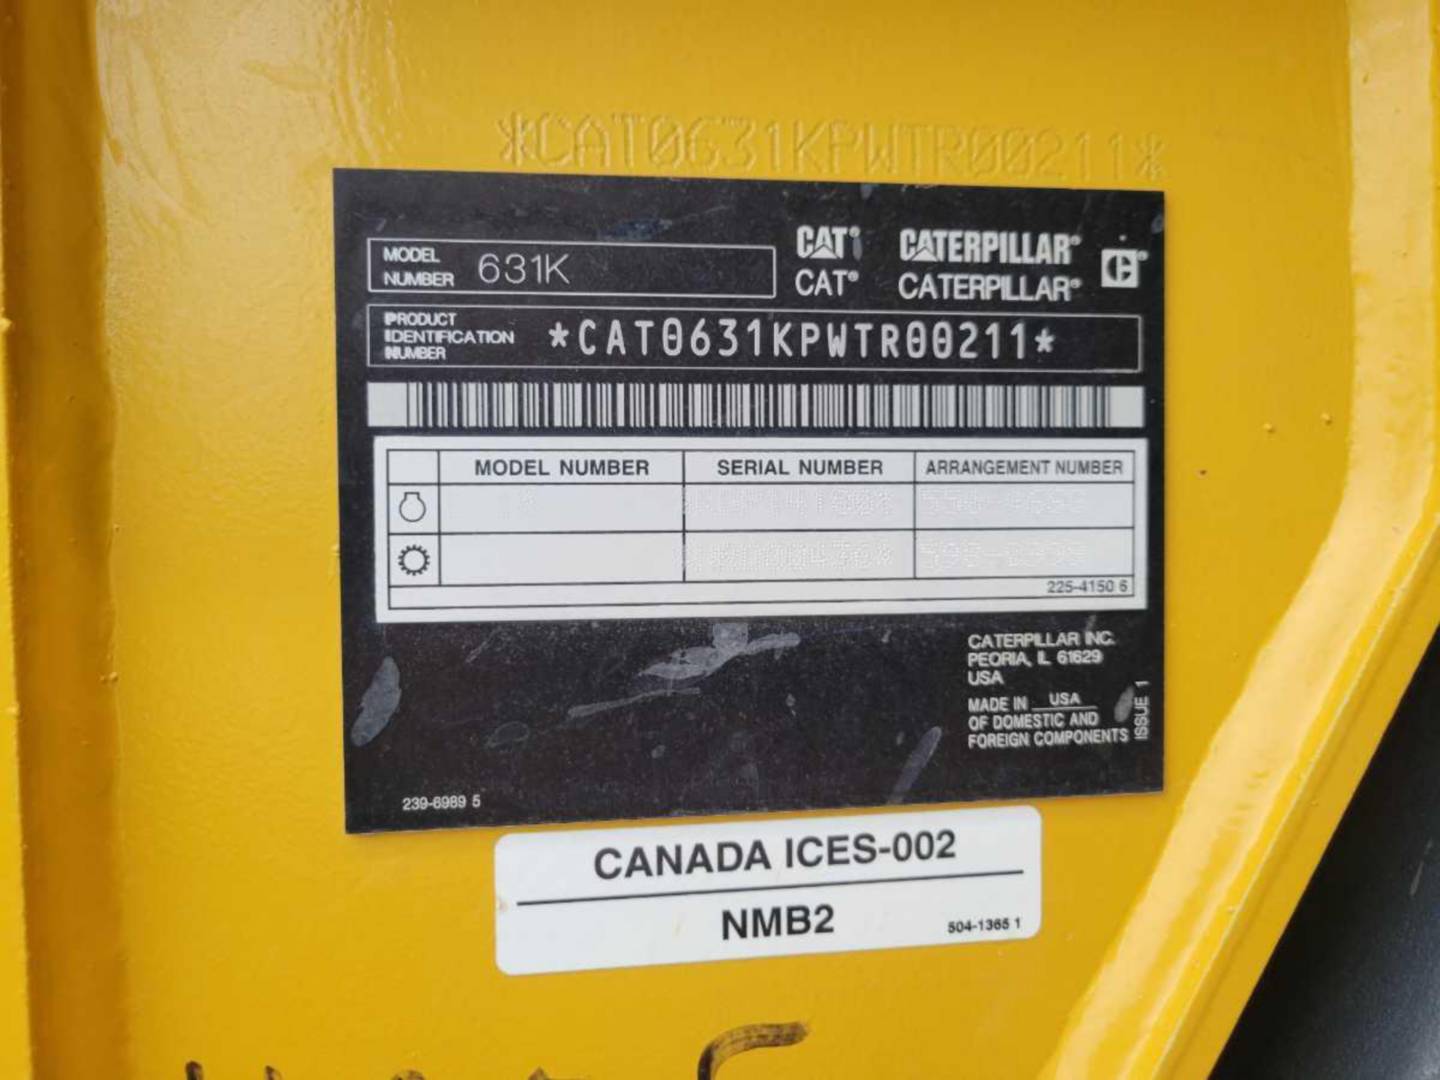 *CAT0631KPWTR00211*
MODEL NUMBER 631K
CAT® CATERPILLAR®
CAT® CATERPILLAR®
PRODUCT IDENTIFICATION NUMBER *CAT0631KPWTR00211*
MODEL NUMBER SERIAL NUMBER ARRANGEMENT NUMBER
225-4150 6
CATERPILLAR INC.
PEORIA, IL 61629
USA
MADE IN USA
OF DOMESTIC AND
FOREIGN COMPONENTS
ISSUE 1
239-6989 5
CANADA ICES-002
NMB2
504-1365 1